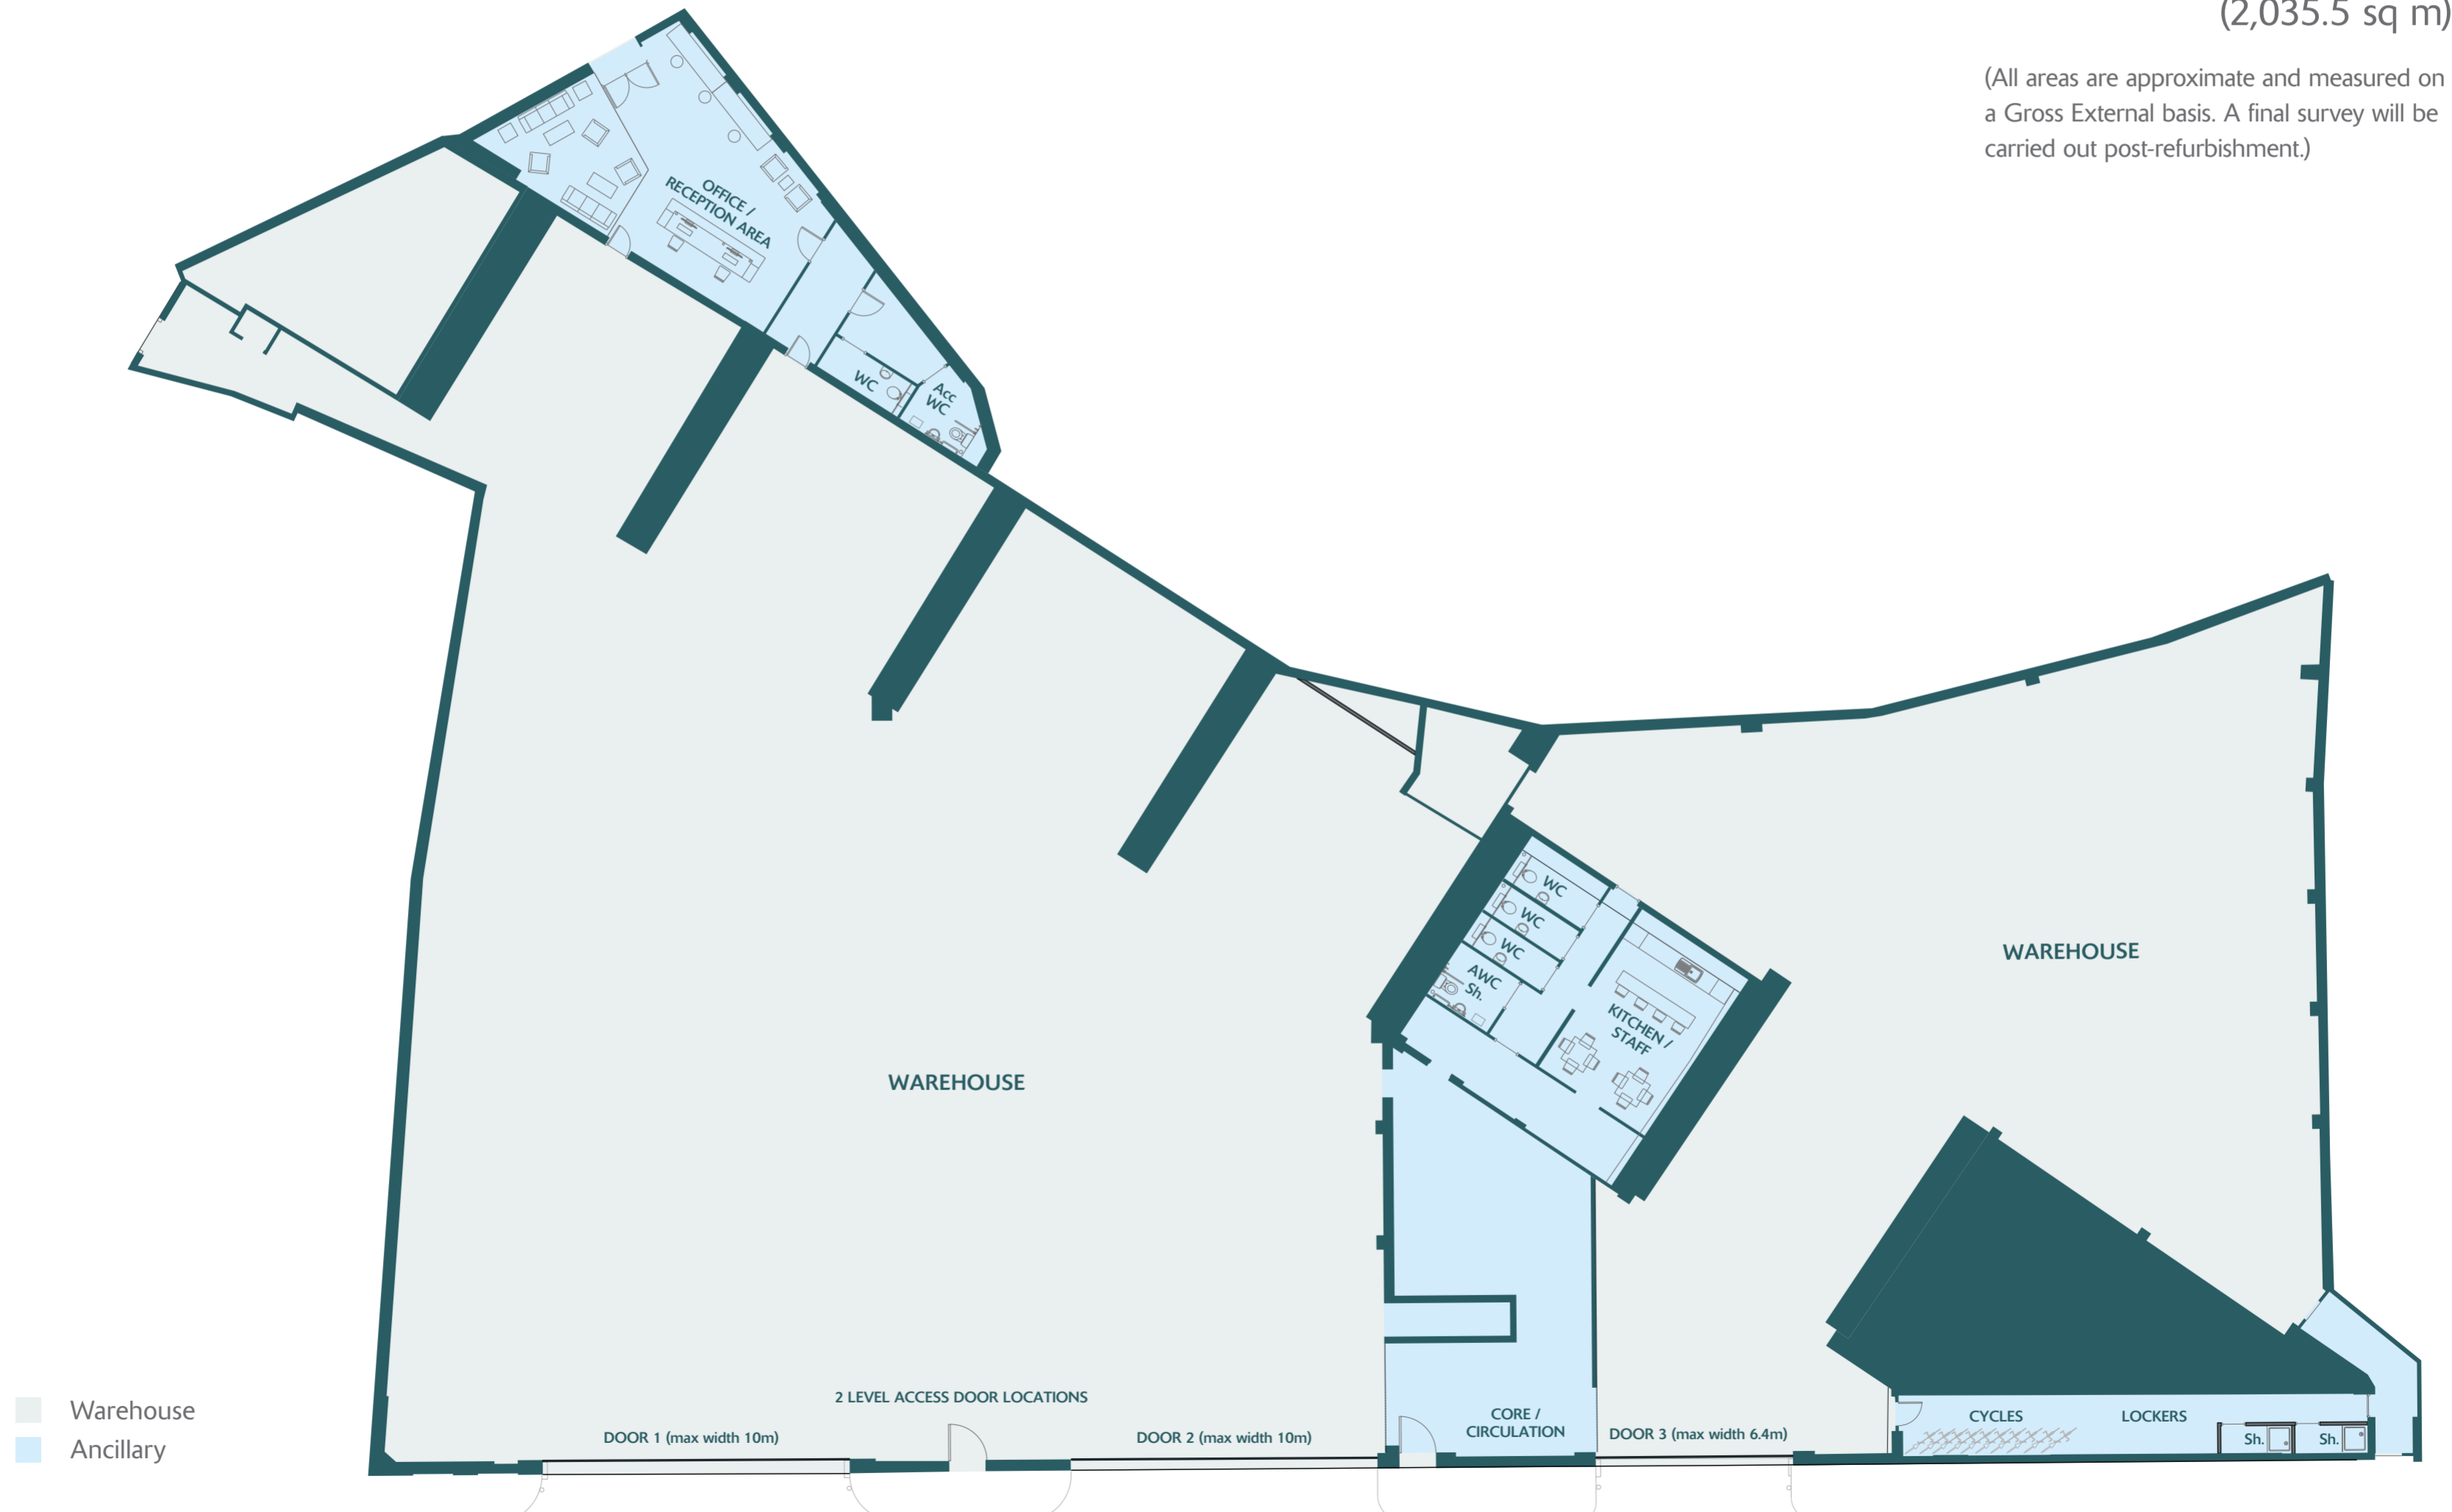 (2,035.5 sq m)
(All areas are approximate and measured on
a Gross External basis. A final survey will be
carried out post-refurbishment.)
OFFICE /
RECEPTION AREA
WC
Acc
WC
WC
WC
WC
AWC
Sh.
KITCHEN /
STAFF
WAREHOUSE
WAREHOUSE
2 LEVEL ACCESS DOOR LOCATIONS
DOOR 1 (max width 10m)
DOOR 2 (max width 10m)
CORE /
CIRCULATION
DOOR 3 (max width 6.4m)
CYCLES
LOCKERS
Sh.
Sh.
Warehouse
Ancillary